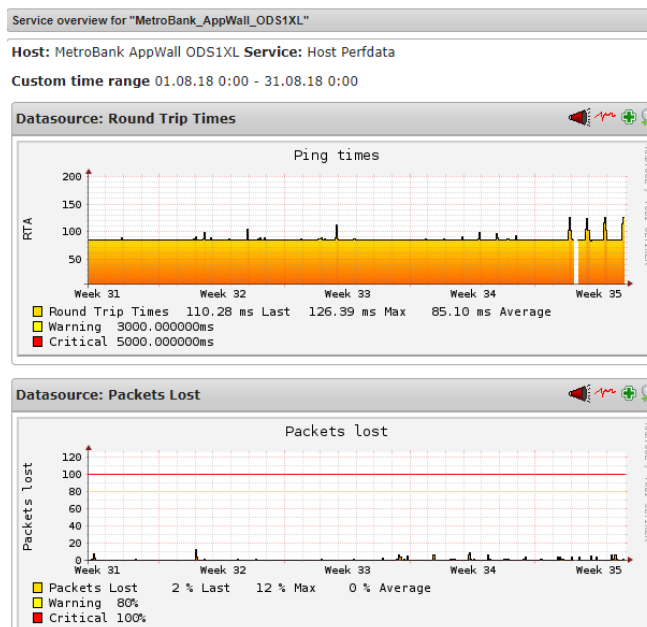 Service overview for "MetroBank_AppWall_ODS1XL"
Host: MetroBank AppWall ODS1XL Service: Host Perfdata
Custom time range 01.08.18 0:00 - 31.08.18 0:00
Datasource: Round Trip Times
Ping times
RTA
200
150
100
50
Week 31 Week 32 Week 33 Week 34 Week 35
Round Trip Times 110.28 ms Last 126.39 ms Max 85.10 ms Average
Warning 3000.000000ms
Critical 5000.000000ms
Datasource: Packets Lost
Packets lost
Packets lost
120
100
80
60
40
20
0
Week 31 Week 32 Week 33 Week 34 Week 35
Packets Lost 2 % Last 12 % Max 0 % Average
Warning 80%
Critical 100%